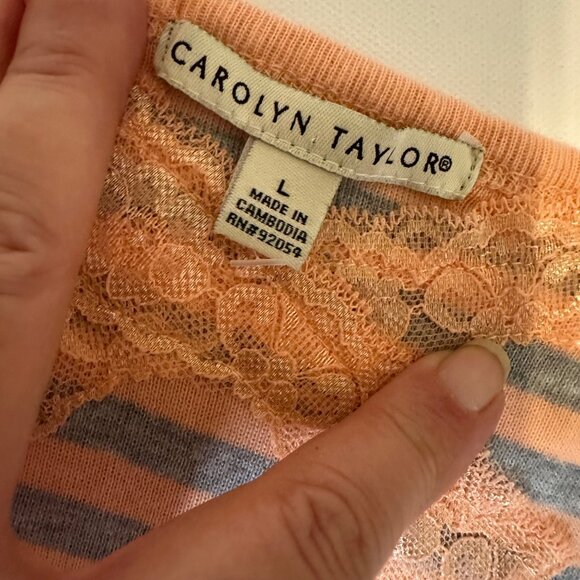 CAROLYN TAYLOR®
L
MADE IN
CAMBODIA
RN#92054